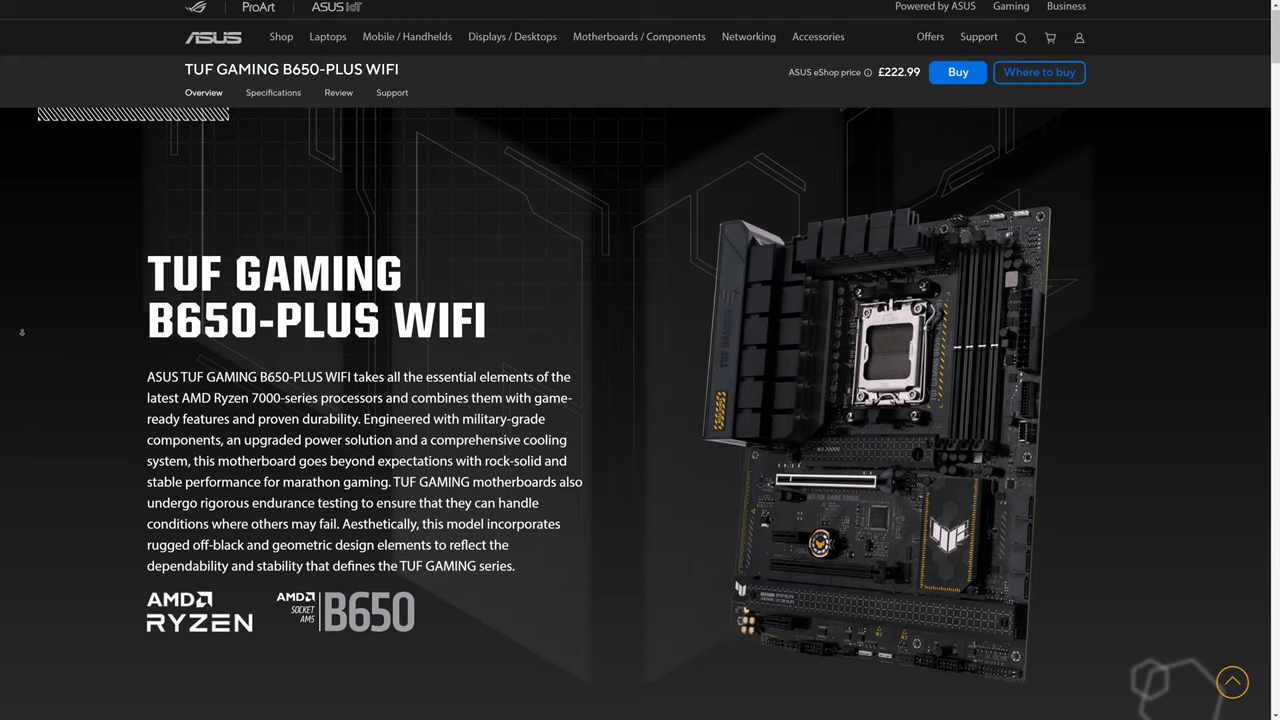 ProArt
ASUS IoT
Powered by ASUS Gaming Business
ASUS Shop Laptops Mobile / Handhelds Displays / Desktops Motherboards / Components Networking Accessories Offers Support
TUF GAMING B650-PLUS WIFI
ASUS eShop price £222.99 Buy Where to buy
Overview Specifications Review Support
TUF GAMING
B650-PLUS WIFI
ASUS TUF GAMING B650-PLUS WIFI takes all the essential elements of the
latest AMD Ryzen 7000-series processors and combines them with game-
ready features and proven durability. Engineered with military-grade
components, an upgraded power solution and a comprehensive cooling
system, this motherboard goes beyond expectations with rock-solid and
stable performance for marathon gaming. TUF GAMING motherboards also
undergo rigorous endurance testing to ensure that they can handle
conditions where others may fail. Aesthetically, this model incorporates
rugged off-black and geometric design elements to reflect the
dependability and stability that defines the TUF GAMING series.
AMD
RYZEN
AMD
SOCKET
AM5
B650
TUF GAMING